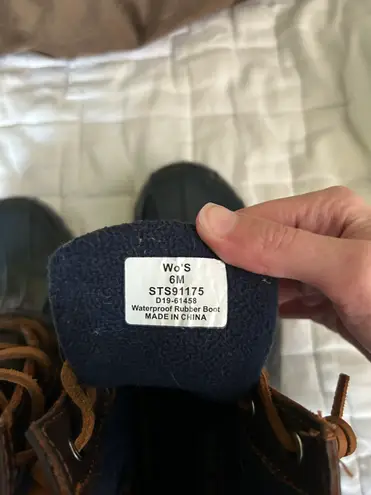 Wo'S
6M
STS91175
D19-61458
Waterproof Rubber Boot
MADE IN CHINA